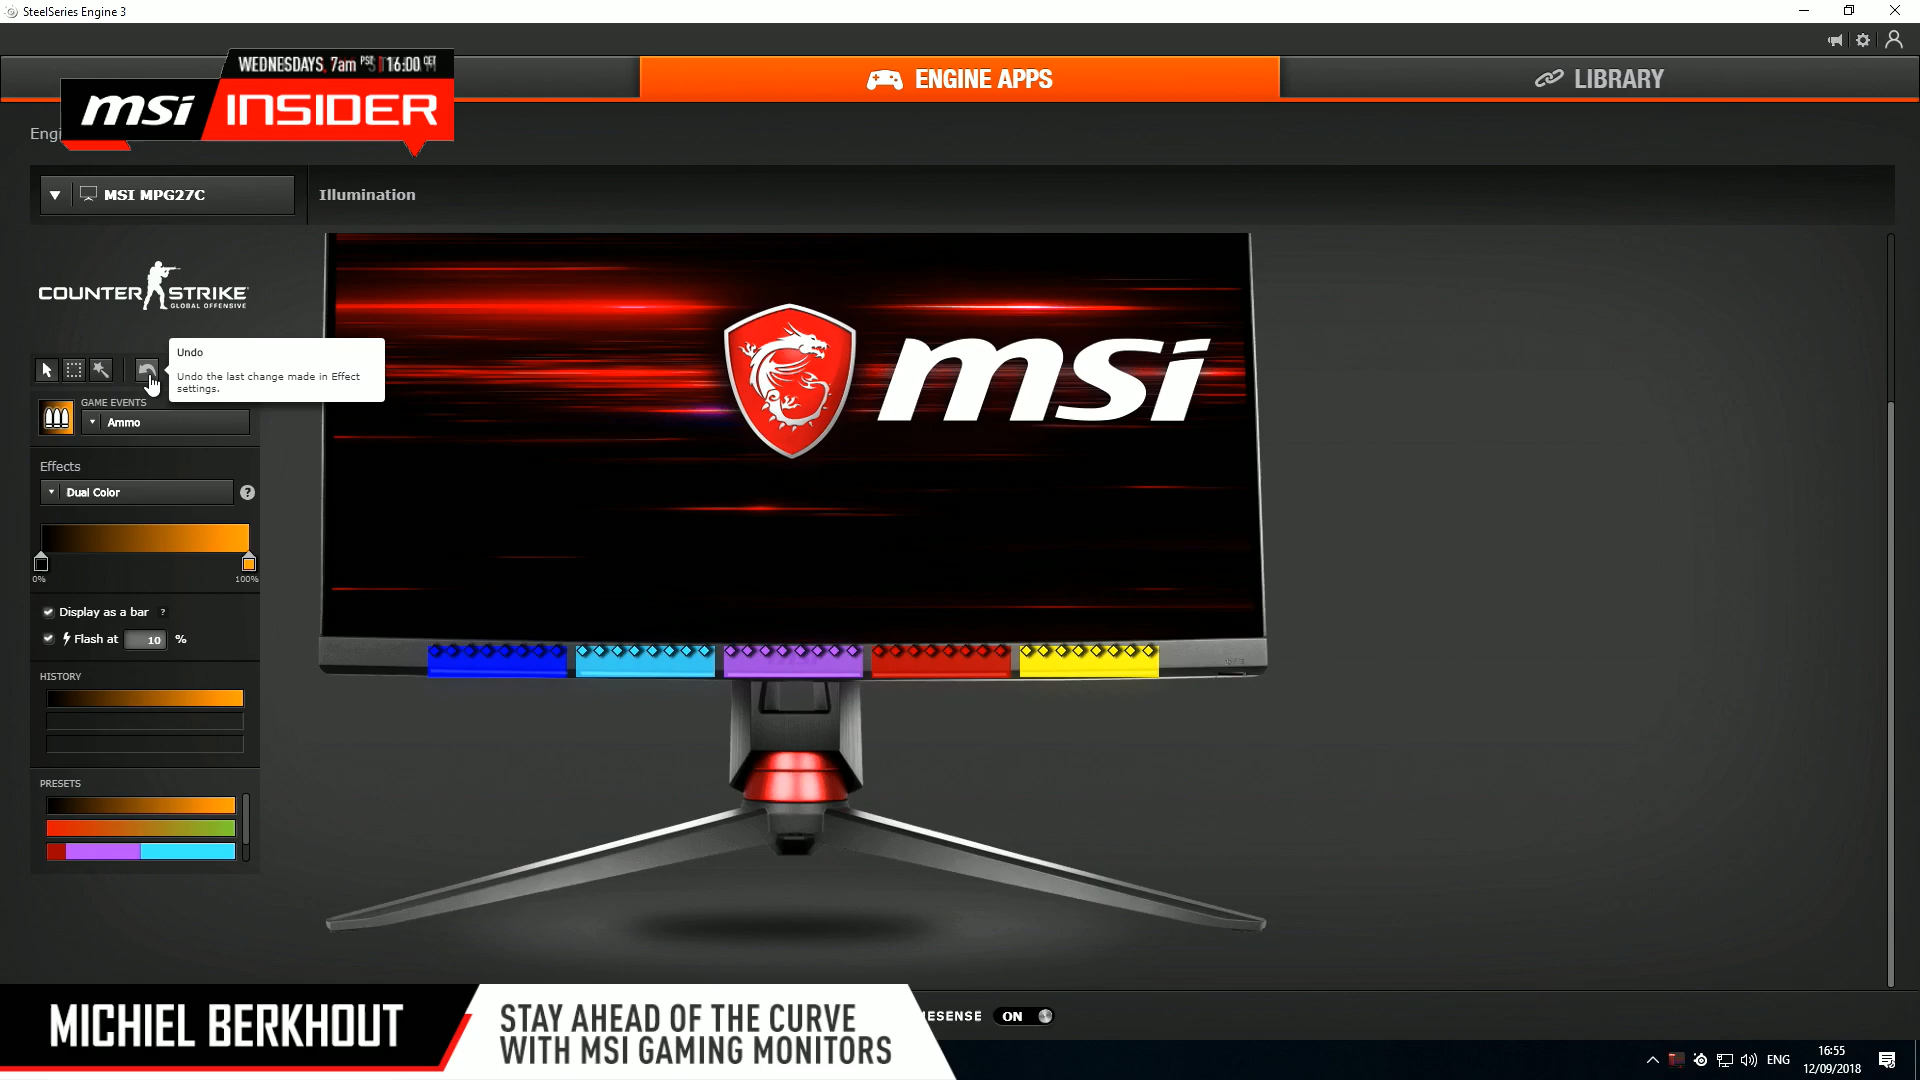 SteelSeries Engine 3
WEDNESDAYS, 7am PST 16:00 CET
msi INSIDER
ENGINE APPS
LIBRARY
Engi
MSI MPG27C
Illumination
COUNTER STRIKE
GLOBAL OFFENSIVE
Undo
Undo the last change made in Effect
settings.
GAME EVENTS
Ammo
Effects
Dual Color
?
0%
100%
Display as a bar ?
Flash at 10 %
HISTORY
PRESETS
msi
msi
MICHIEL BERKHOUT
STAY AHEAD OF THE CURVE
WITH MSI GAMING MONITORS
ESENSE ON
ENG
16:55
12/09/2018